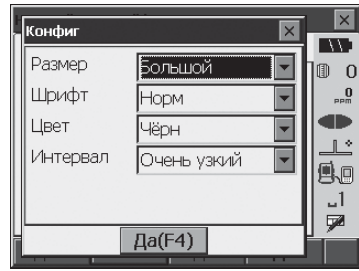 Конфиг
Размер Большой
Шрифт Норм
Цвет Чёрн
Интервал Очень узкий
Да(F4)
0
0
PPM
1